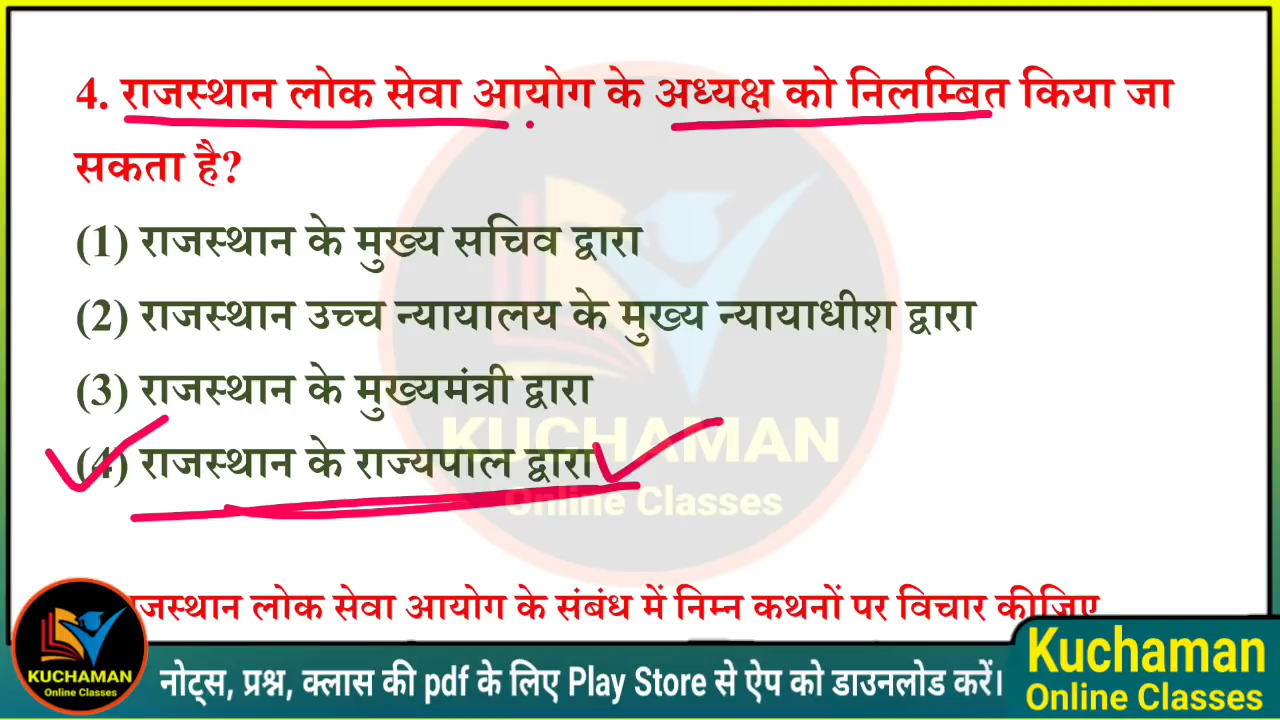 4. राजस्थान लोक सेवा आयोग के अध्यक्ष को निलम्बित किया जा
सकता है?
(1) राजस्थान के मुख्य सचिव द्वारा
(2) राजस्थान उच्च न्यायालय के मुख्य न्यायाधीश द्वारा
(3) राजस्थान के मुख्यमंत्री द्वारा
(4) राजस्थान के राज्यपाल द्वारा
KUCHAMAN
Online Classes
लोक सेवा आयोग के संबंध में निम्न कथनों पर विचार कीजिए
KUCHAMAN
Online Classes
नोट्स, प्रश्न, क्लास की pdf के लिए Play Store से ऐप को डाउनलोड करें।
Kuchaman
Online Classes